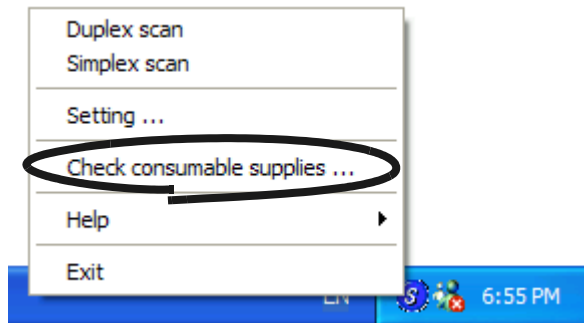 Duplex scan
Simplex scan
Setting ...
Check consumable supplies ...
Help
Exit
EN
S
6:55 PM